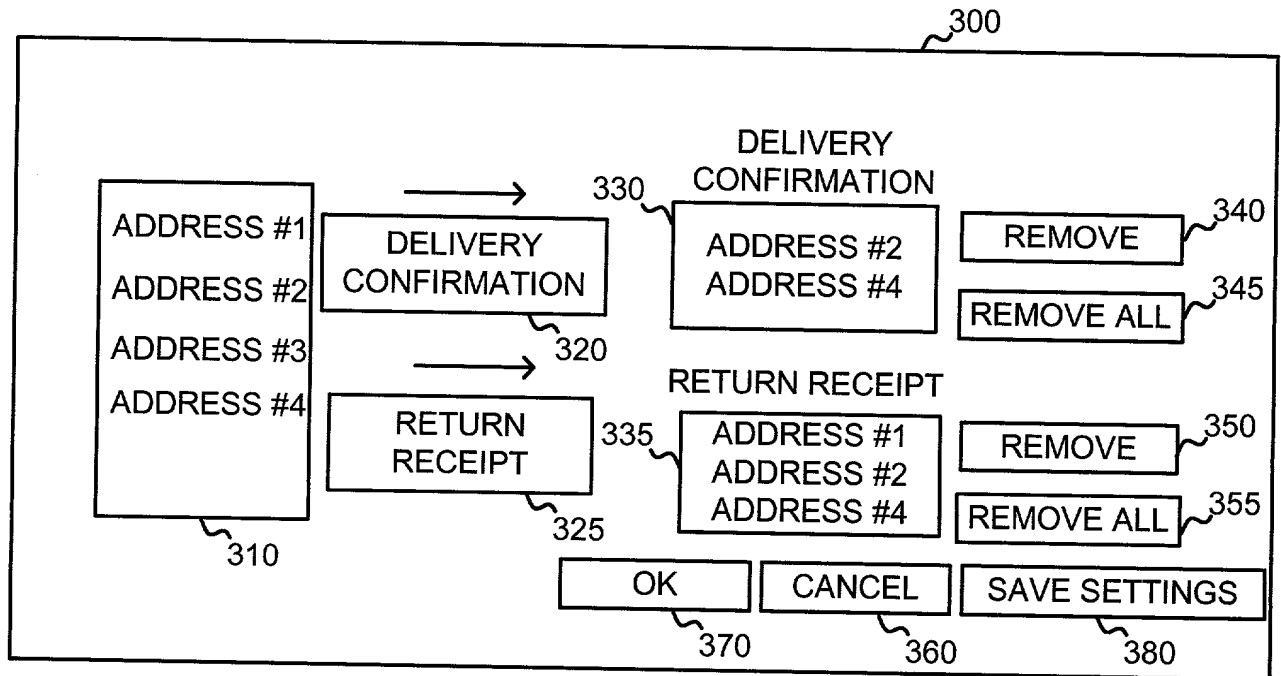 300
DELIVERY
CONFIRMATION
330
ADDRESS #1
ADDRESS #2
ADDRESS #3
ADDRESS #4
DELIVERY
CONFIRMATION
320
ADDRESS #2
ADDRESS #4
REMOVE
340
REMOVE ALL
345
RETURN
RECEIPT
325
310
RETURN RECEIPT
335
ADDRESS #1
ADDRESS #2
ADDRESS #4
REMOVE
350
REMOVE ALL
355
OK
370
CANCEL
360
SAVE SETTINGS
380